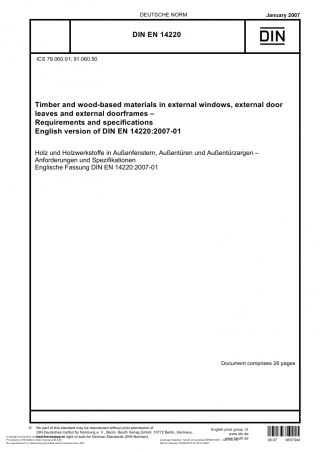 DEUTSCHE NORM
January 2007
DIN EN 14220
DIN
ICS 79.060.01; 91.060.50
Timber and wood-based materials in external windows, external door
leaves and external doorframes –
Requirements and specifications
English version of DIN EN 14220:2007-01
Holz und Holzwerkstoffe in Außenfenstern, Außentüren und Außentürzargen –
Anforderungen und Spezifikationen
Englische Fassung DIN EN 14220:2007-01
Document comprises 28 pages
No part of this standard may be reproduced without prior permission of
DIN Deutsches Institut für Normung e. V., Berlin. Beuth Verlag GmbH, 10772 Berlin, Germany,
has the exclusive right of sale for German Standards (DIN-Normen).
English price group 12
www.din.de
www.beuth.de